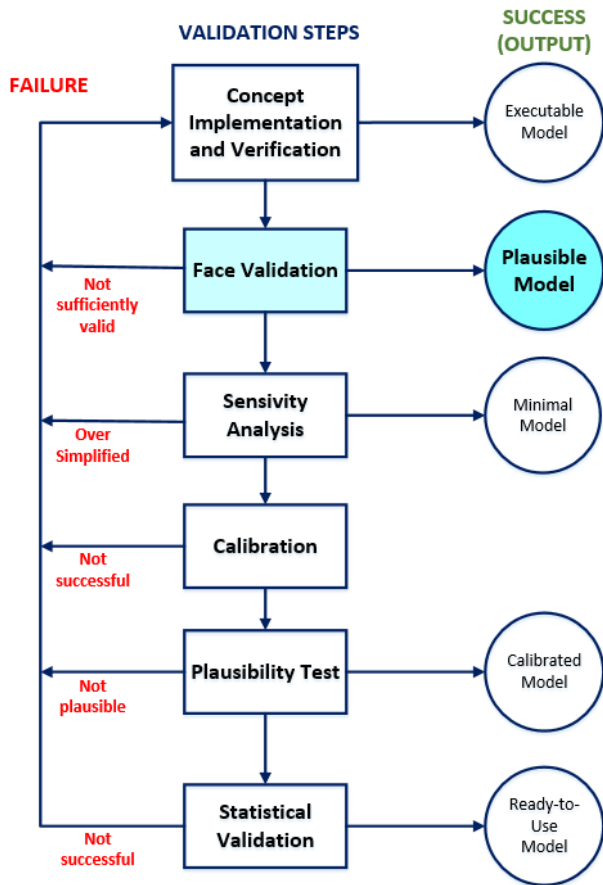 VALIDATION STEPS
SUCCESS
(OUTPUT)
FAILURE
Concept
Implementation
and Verification
Executable
Model
Face Validation
Plausible
Model
Not
sufficiently
valid
Sensivity
Analysis
Minimal
Model
Over
Simplified
Calibration
Not
successful
Plausibility Test
Calibrated
Model
Not
plausible
Statistical
Validation
Ready-to-
Use Model
Not
successful